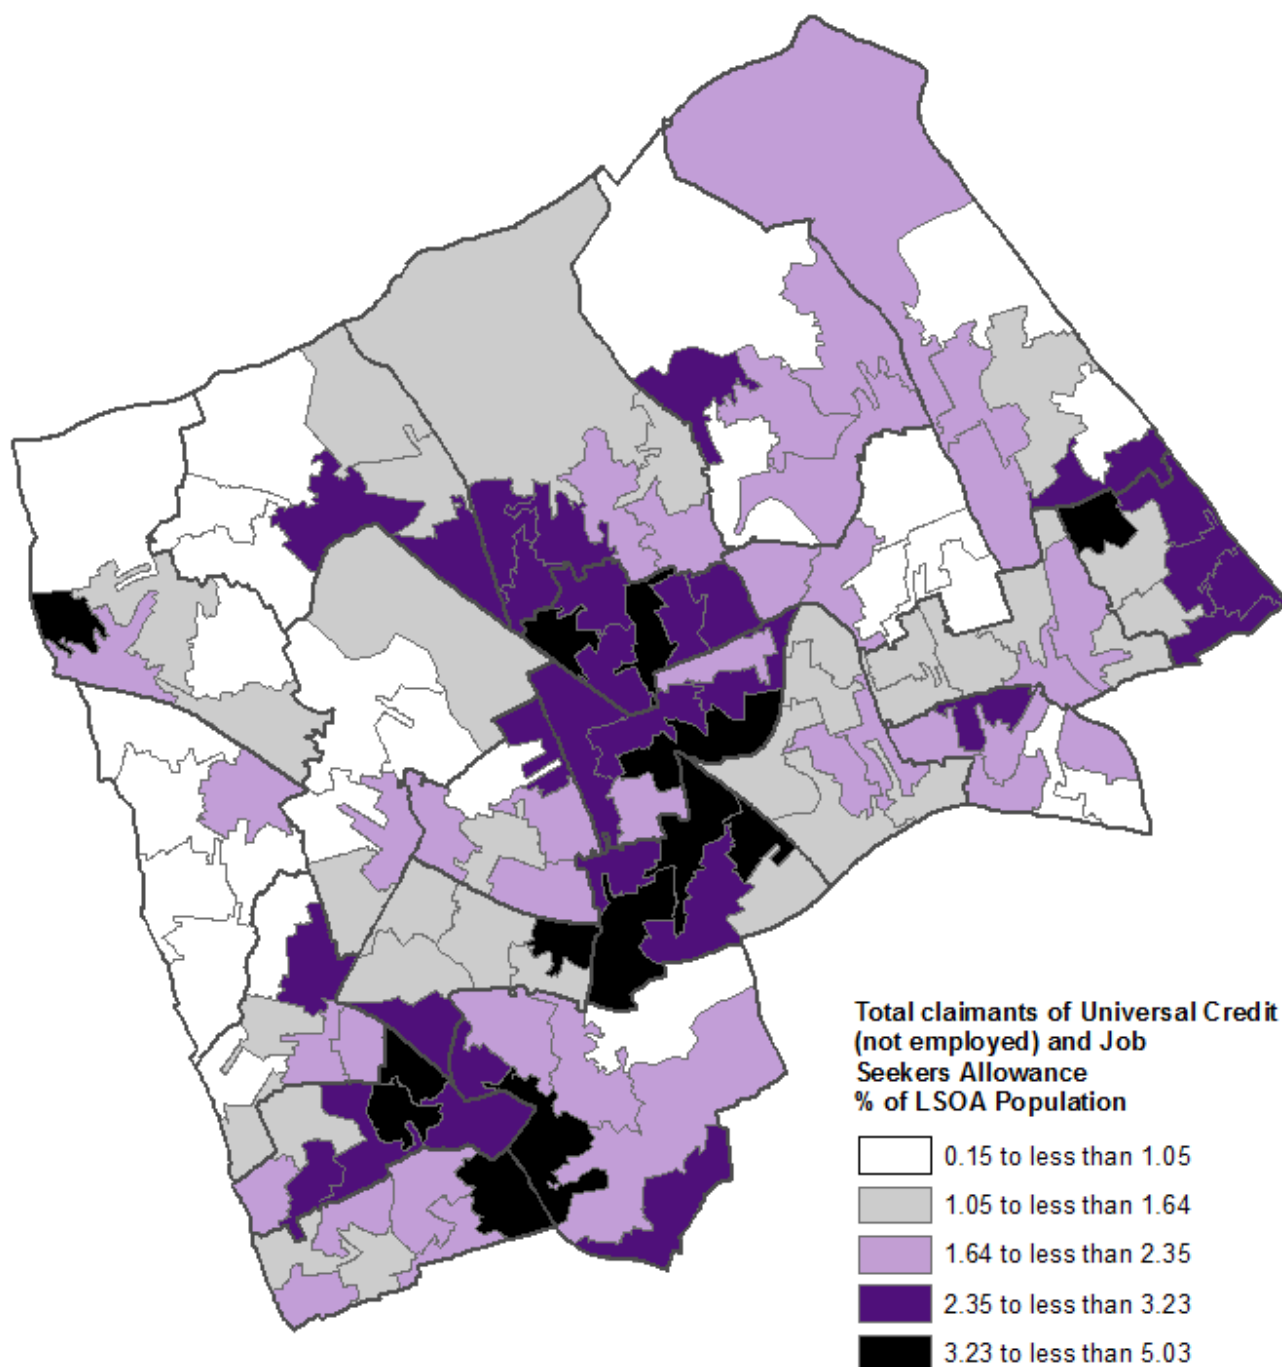 Total claimants of Universal Credit
(not employed) and Job
Seekers Allowance
% of LSOA Population
0.15 to less than 1.05
1.05 to less than 1.64
1.64 to less than 2.35
2.35 to less than 3.23
3.23 to less than 5.03